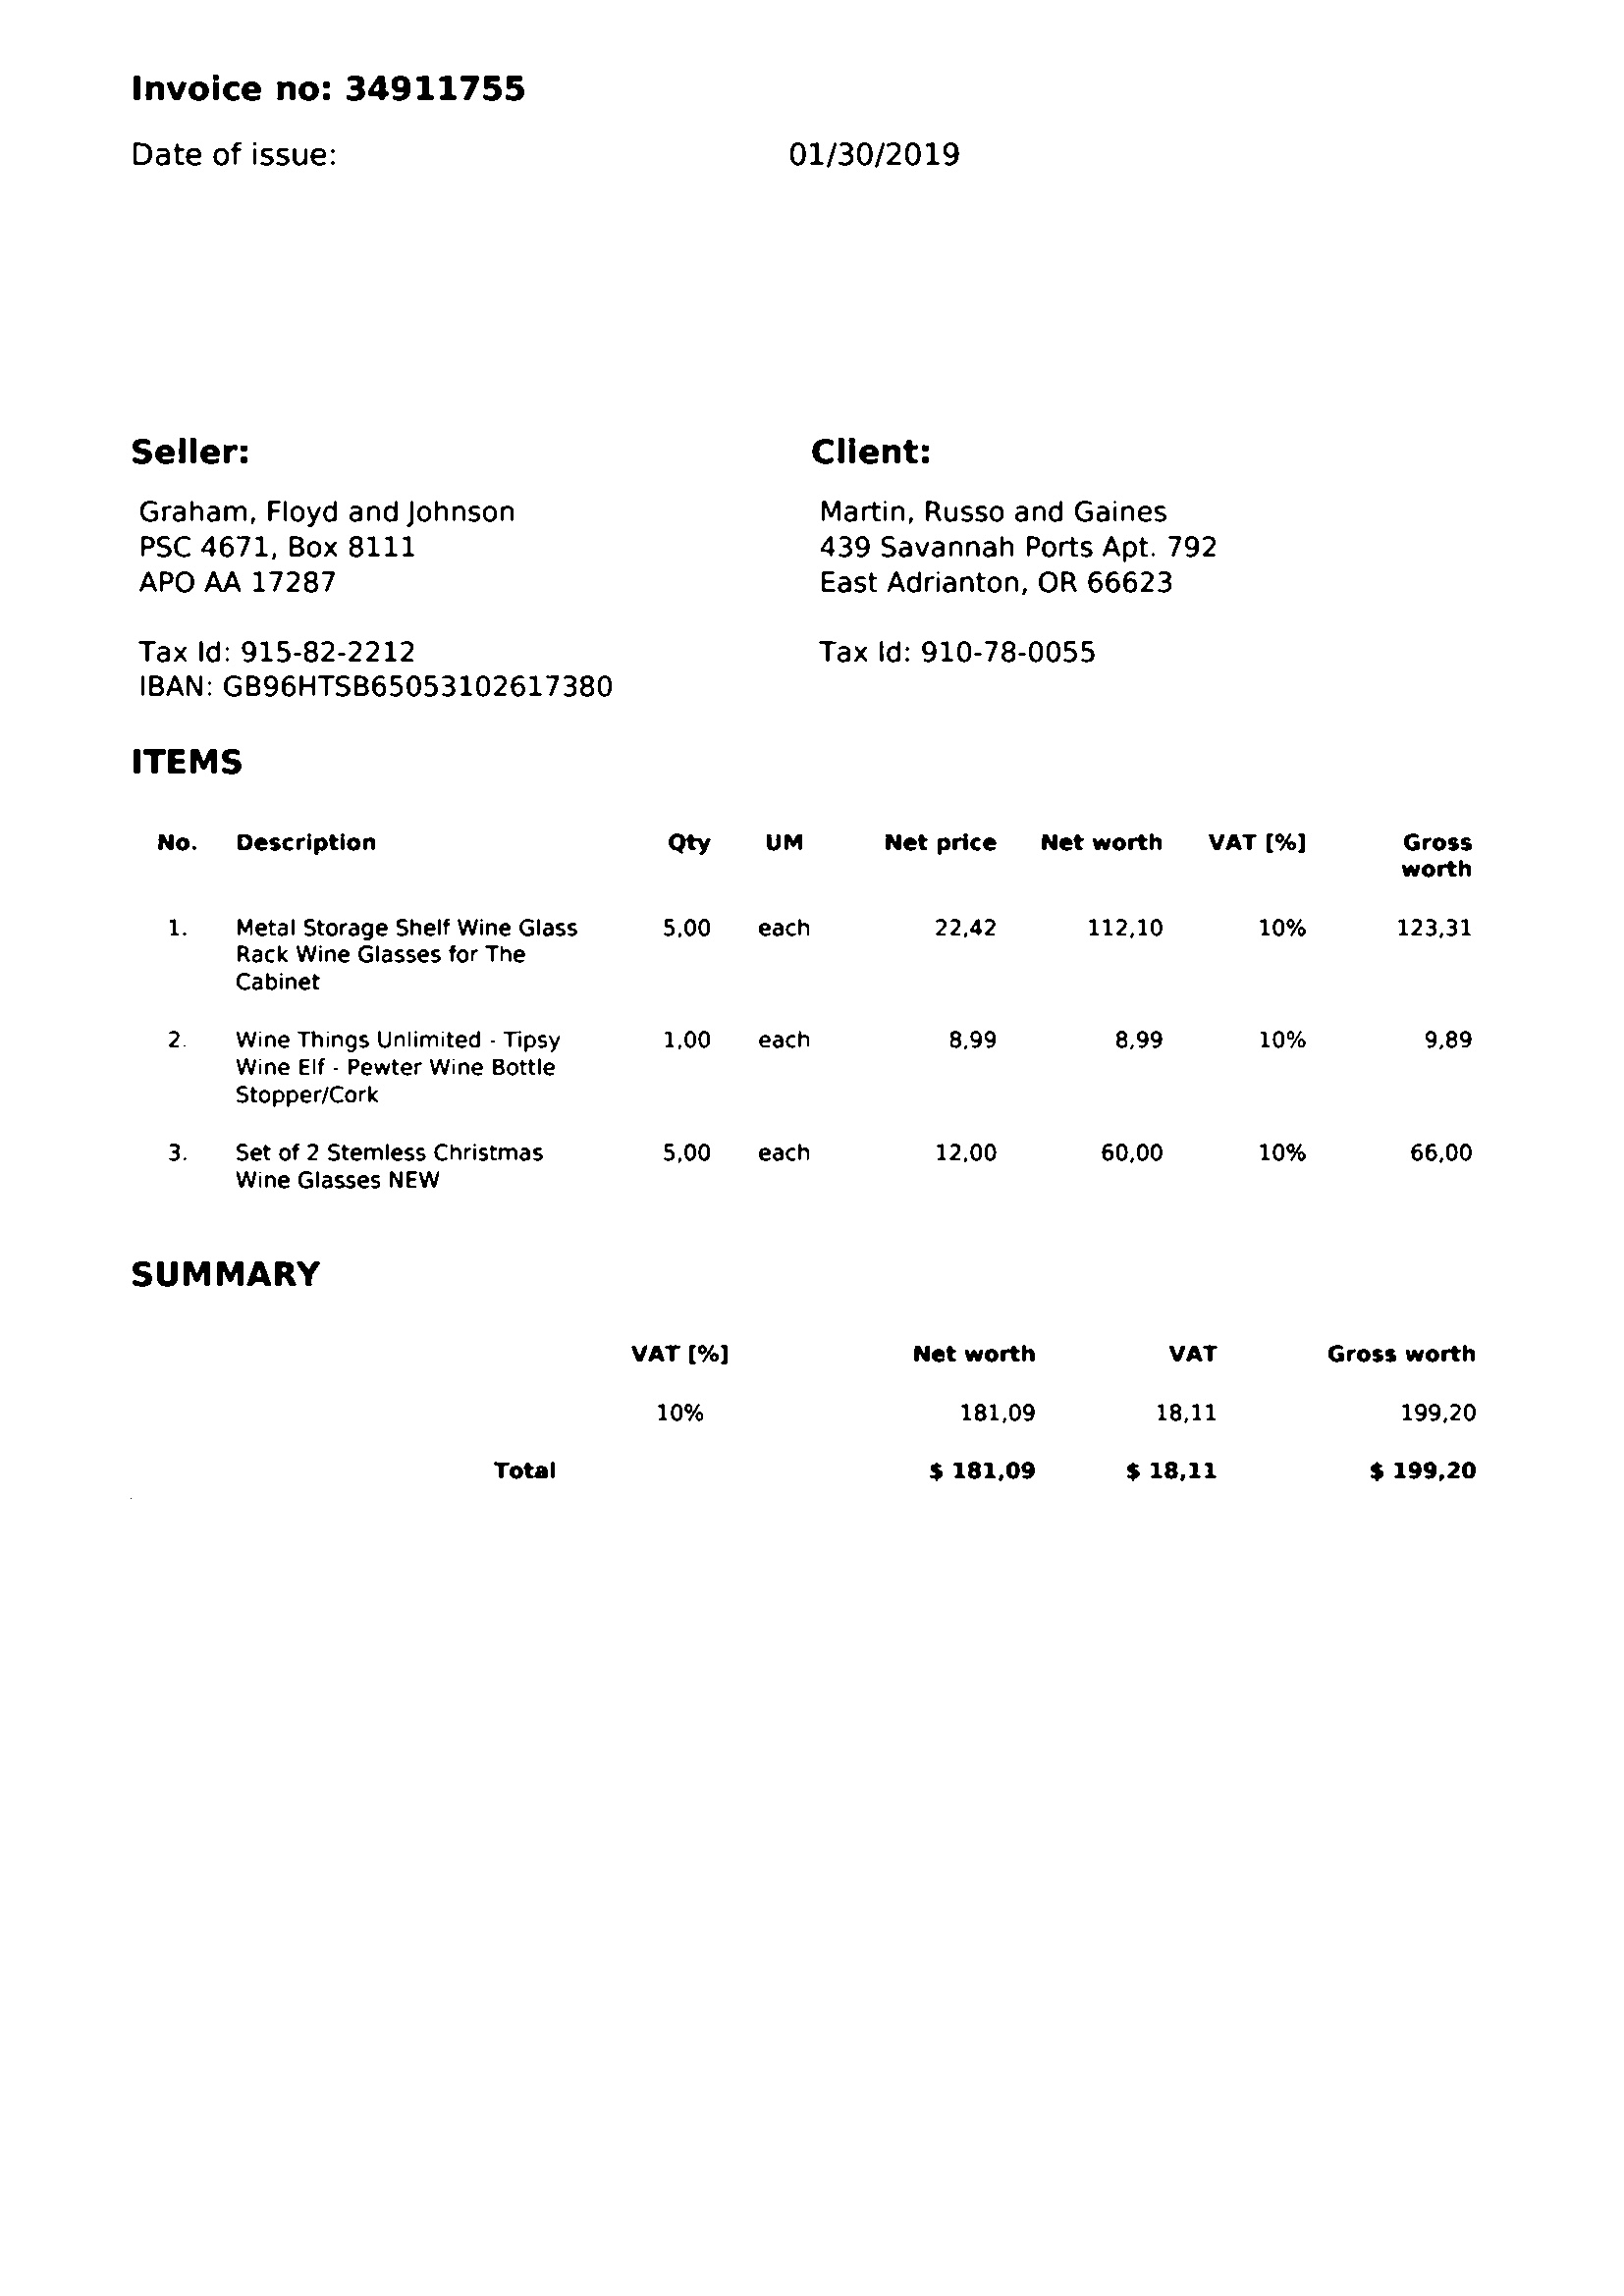 Invoice no: 34911755
Date of issue: 01/30/2019
Seller: Client:
Graham, Floyd and Johnson Martin, Russo and Gaines
PSC 4671, Box 8111 439 Savannah Ports Apt. 792
APO AA 17287 East Adrianton, OR 66623
Tax Id: 915-82-2212 Tax Id: 910-78-0055
IBAN: GB96HTSB65053102617380
ITEMS
No. Description Qty UM Net price Net worth VAT [%] Gross
worth
1. Metal Storage Shelf Wine Glass 5,00 each 22,42 112,10 10% 123,31
Rack Wine Glasses for The
Cabinet
2. Wine Things Unlimited - Tipsy 1,00 each 8,99 8,99 10% 9,89
Wine Elf - Pewter Wine Bottle
Stopper/Cork
3. Set of 2 Stemless Christmas 5,00 each 12,00 60,00 10% 66,00
Wine Glasses NEW
SUMMARY
VAT [%] Net worth VAT Gross worth
10% 181,09 18,11 199,20
Total $ 181,09 $ 18,11 $ 199,20